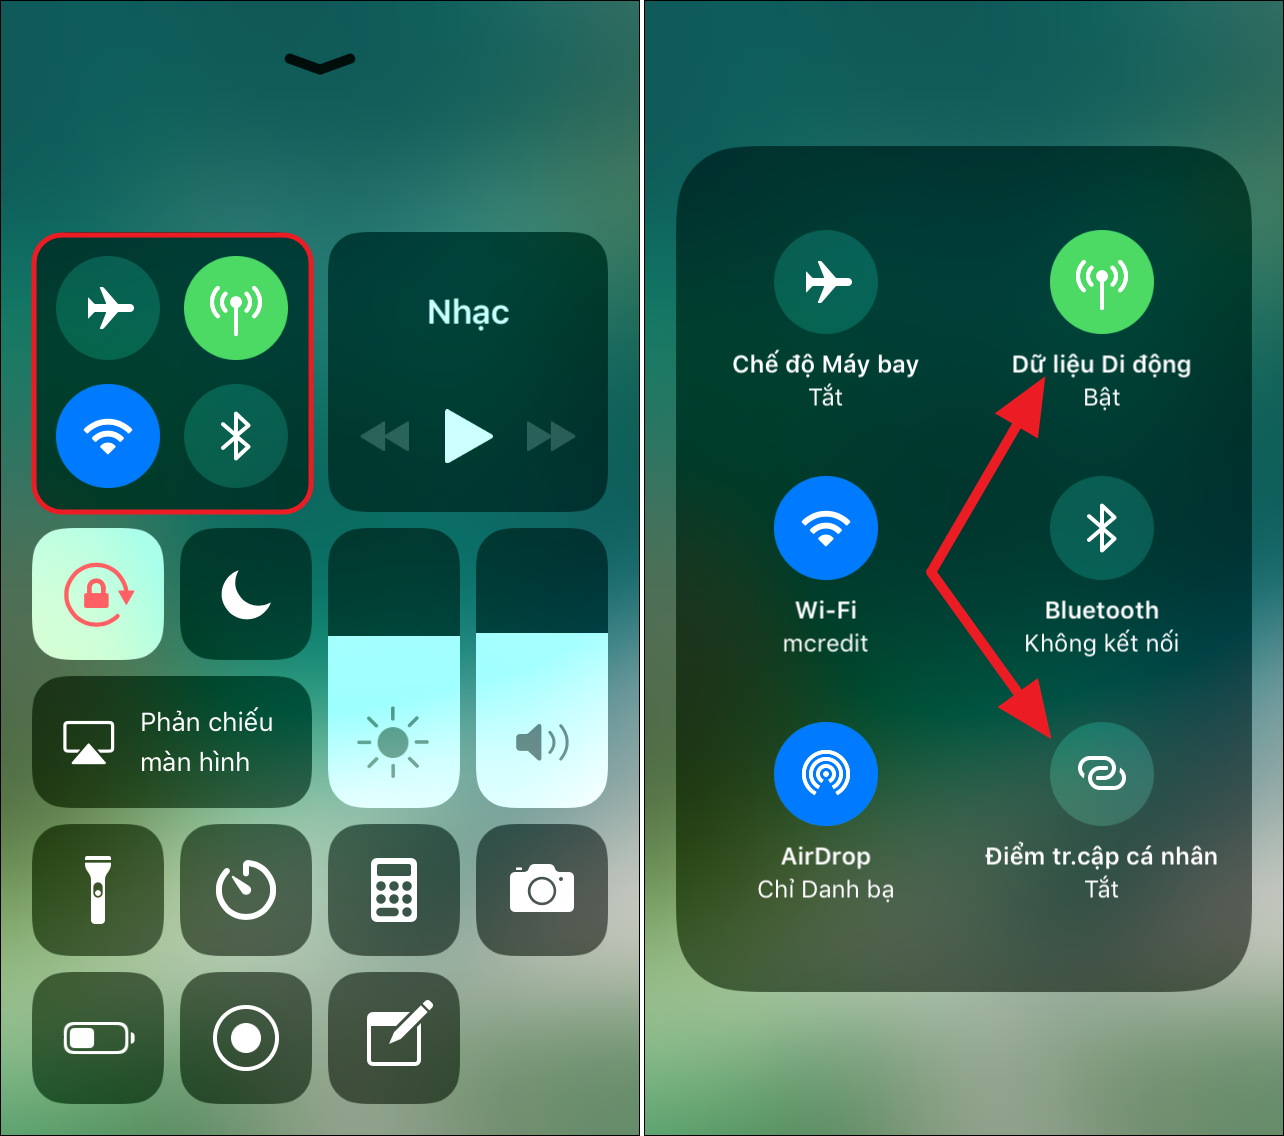 Nhạc
Phản chiếu
màn hình
Chế độ Máy bay
Tắt
Dữ liệu Di động
Bật
Wi-Fi
mcredit
Bluetooth
Không kết nối
AirDrop
Chỉ Danh bạ
Điểm tr.cập cá nhân
Tắt